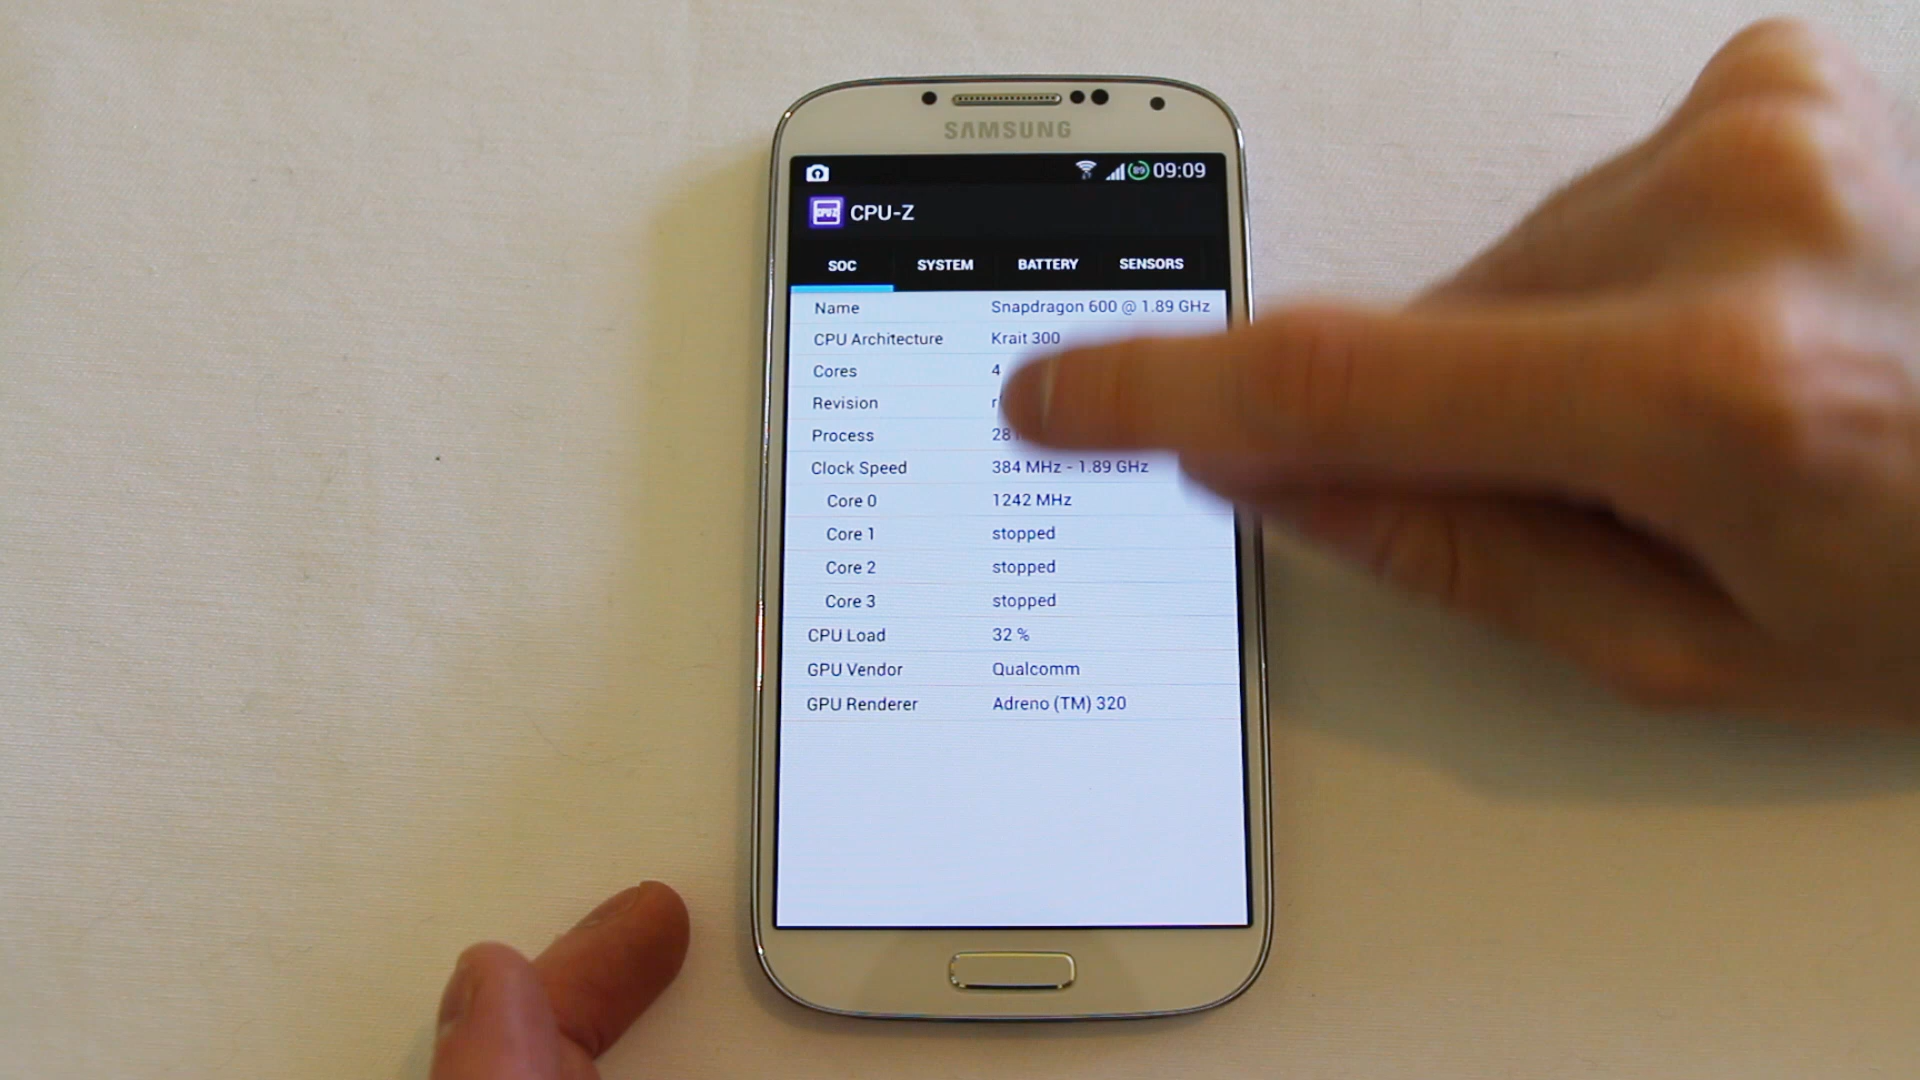 SAMSUNG
09:09
CPU-Z
SOC SYSTEM BATTERY SENSORS
Name Snapdragon 600 @ 1.89 GHz
CPU Architecture Krait 300
Cores 4
Revision
Process 28
Clock Speed 384 MHz - 1.89 GHz
Core 0 1242 MHz
Core 1 stopped
Core 2 stopped
Core 3 stopped
CPU Load 32 %
GPU Vendor Qualcomm
GPU Renderer Adreno (TM) 320